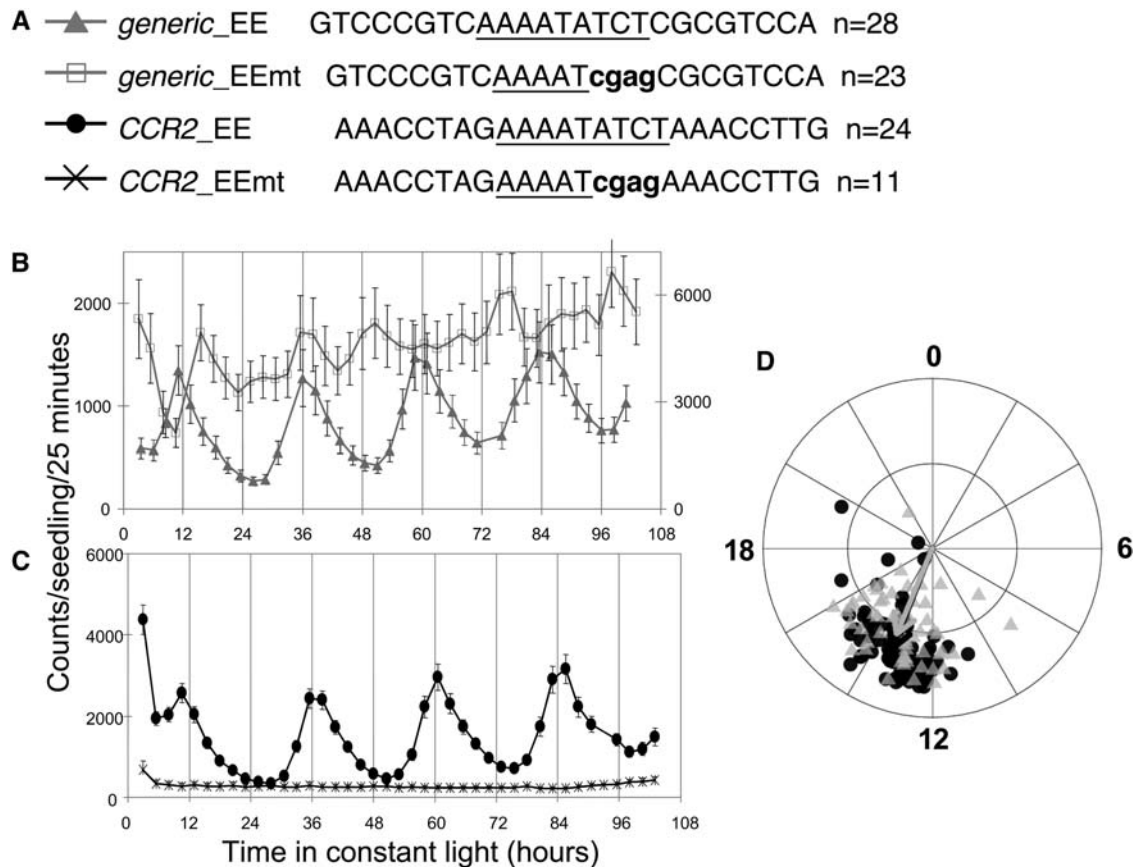 A
generic_EE GTCCCGTCAAAATATCTCGCGTCCA n=28
generic_EEmt GTCCCGTCAAAATcgagCGCGTCCA n=23
CCR2_EE AAACCTAGAAAATATCTAAACCTTG n=24
CCR2_EEmt AAACCTAGAAAATcgagAAACCTTG n=11
B
2000
1000
0
6000
3000
0
0 12 24 36 48 60 72 84 96 108
C
6000
4000
2000
0
0 12 24 36 48 60 72 84 96 108
Counts/seedling/25 minutes
Time in constant light (hours)
D
0
18
6
12